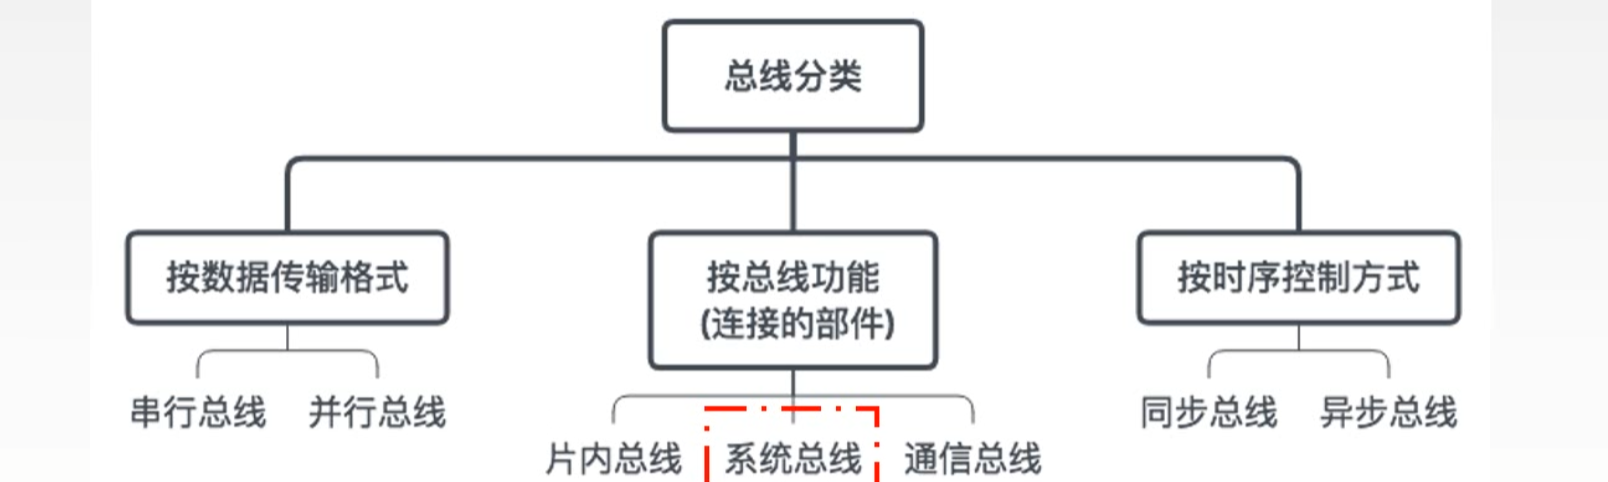 总线分类
按数据传输格式
按总线功能
(连接的部件)
按时序控制方式
串行总线
并行总线
片内总线
系统总线
通信总线
同步总线
异步总线